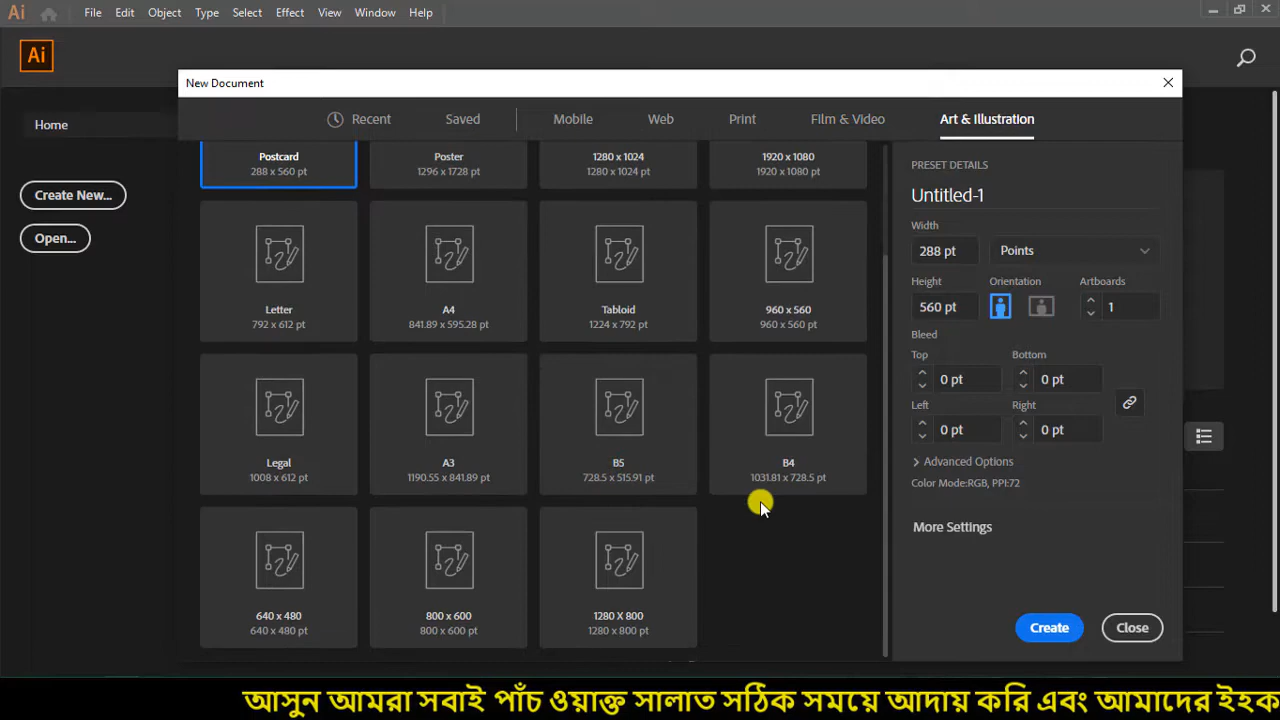 Ai File Edit Object Type Select Effect View Window Help
Ai
New Document
Home
Create New...
Open...
Recent Saved Mobile Web Print Film & Video Art & Illustration
Postcard
288 x 560 pt
Poster
1296 x 1728 pt
1280 x 1024
1280 x 1024 pt
1920 x 1080
1920 x 1080 pt
Letter
792 x 612 pt
A4
841.89 x 595.28 pt
Tabloid
1224 x 792 pt
960 x 560
960 x 560 pt
Legal
1008 x 612 pt
A3
1190.55 x 841.89 pt
B5
728.5 x 515.91 pt
B4
1031.81 x 728.5 pt
640 x 480
640 x 480 pt
800 x 600
800 x 600 pt
1280 X 800
1280 x 800 pt
PRESET DETAILS
Untitled-1
Width
288 pt Points
Height Orientation Artboards
560 pt 1
Bleed
Top Bottom
0 pt 0 pt
Left Right
0 pt 0 pt
Advanced Options
Color Mode:RGB, PPI:72
More Settings
Create Close
আসুন আমরা সবাই পাঁচ ওয়াক্ত সালাত সঠিক সময়ে আদায় করি এবং আমাদের ইহক